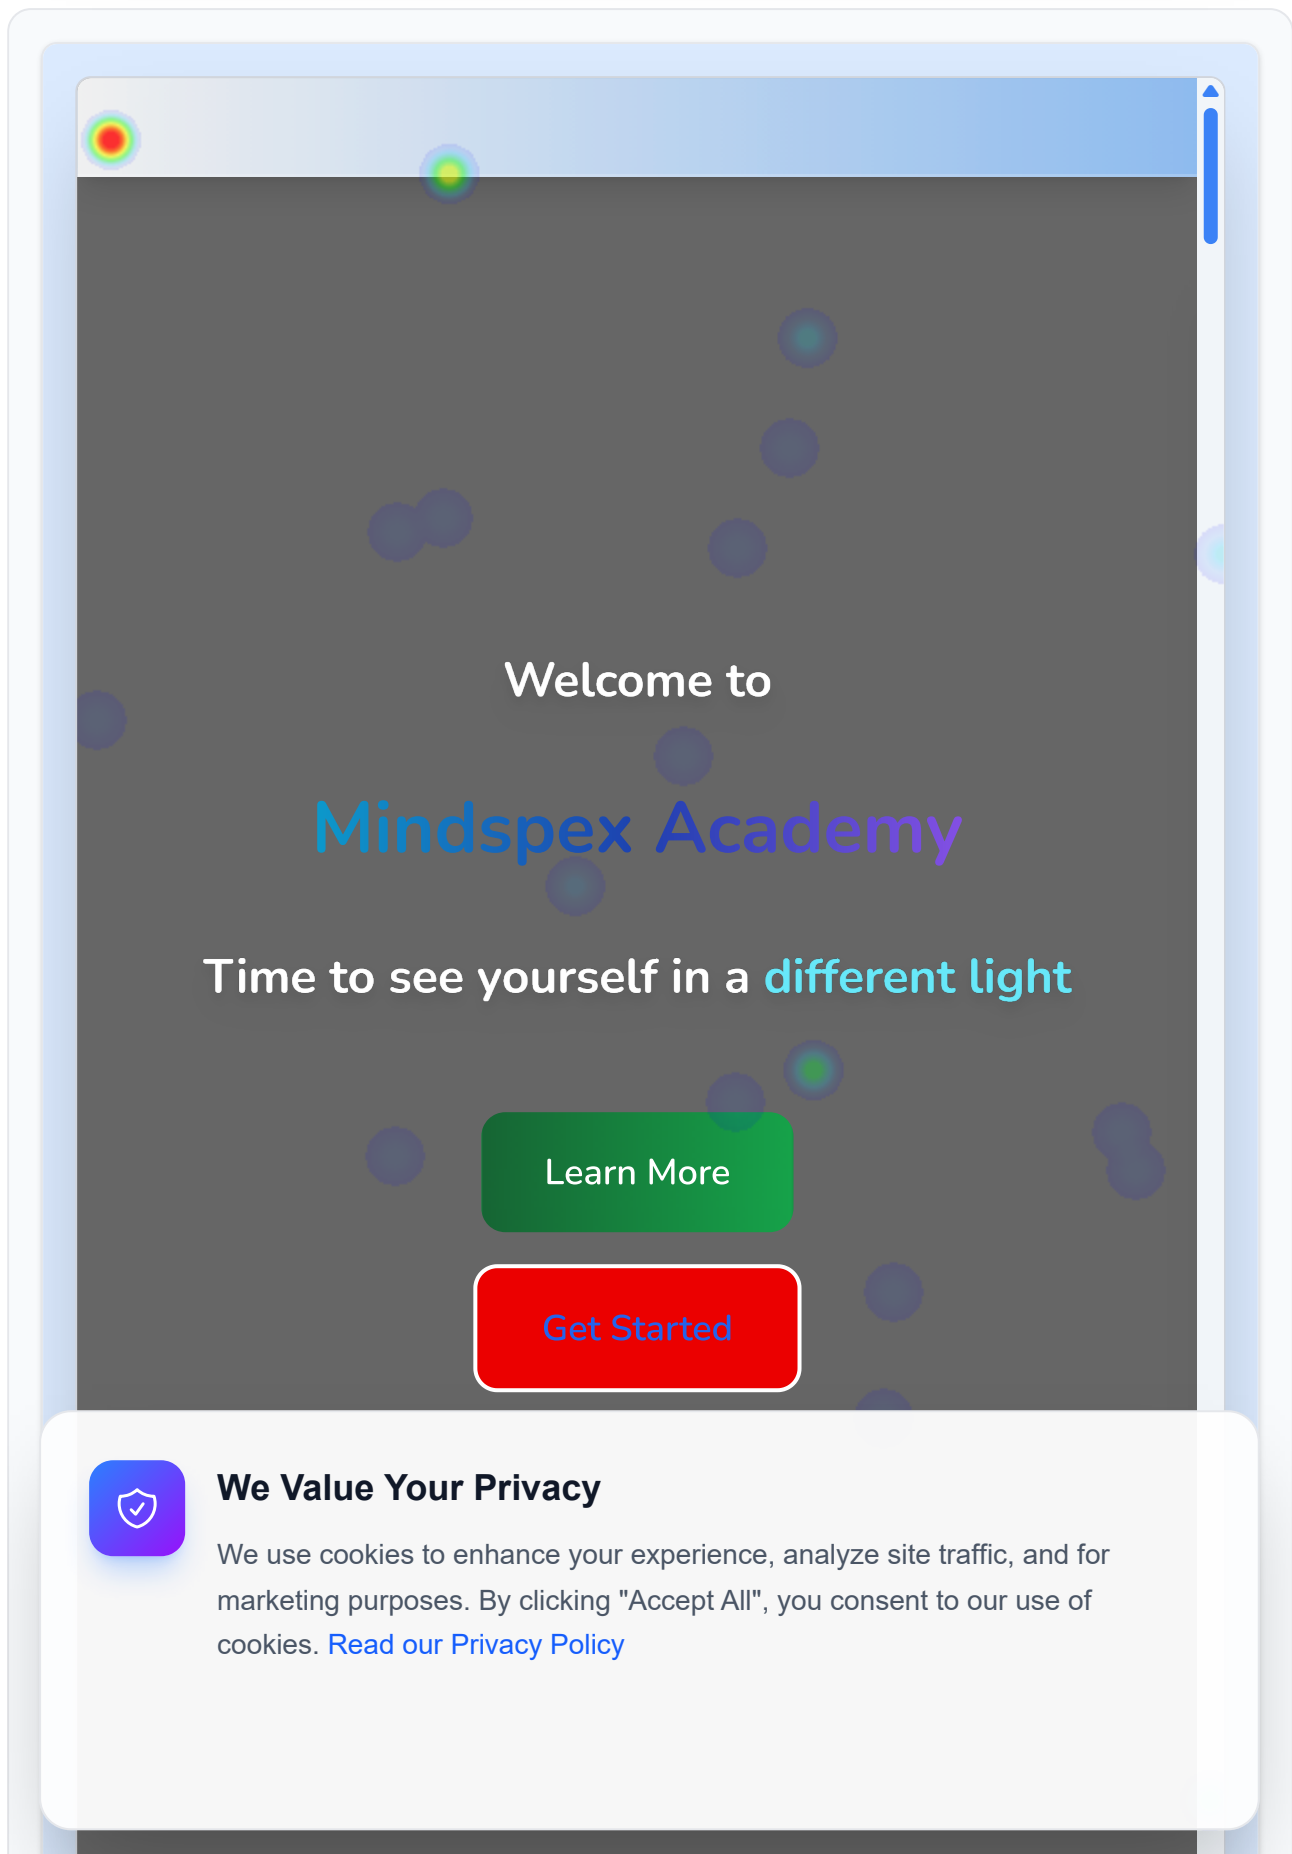 Welcome to
Mindspex Academy
Time to see yourself in a different light
Learn More
Get Started
We Value Your Privacy
We use cookies to enhance your experience, analyze site traffic, and for
marketing purposes. By clicking "Accept All", you consent to our use of
cookies. Read our Privacy Policy